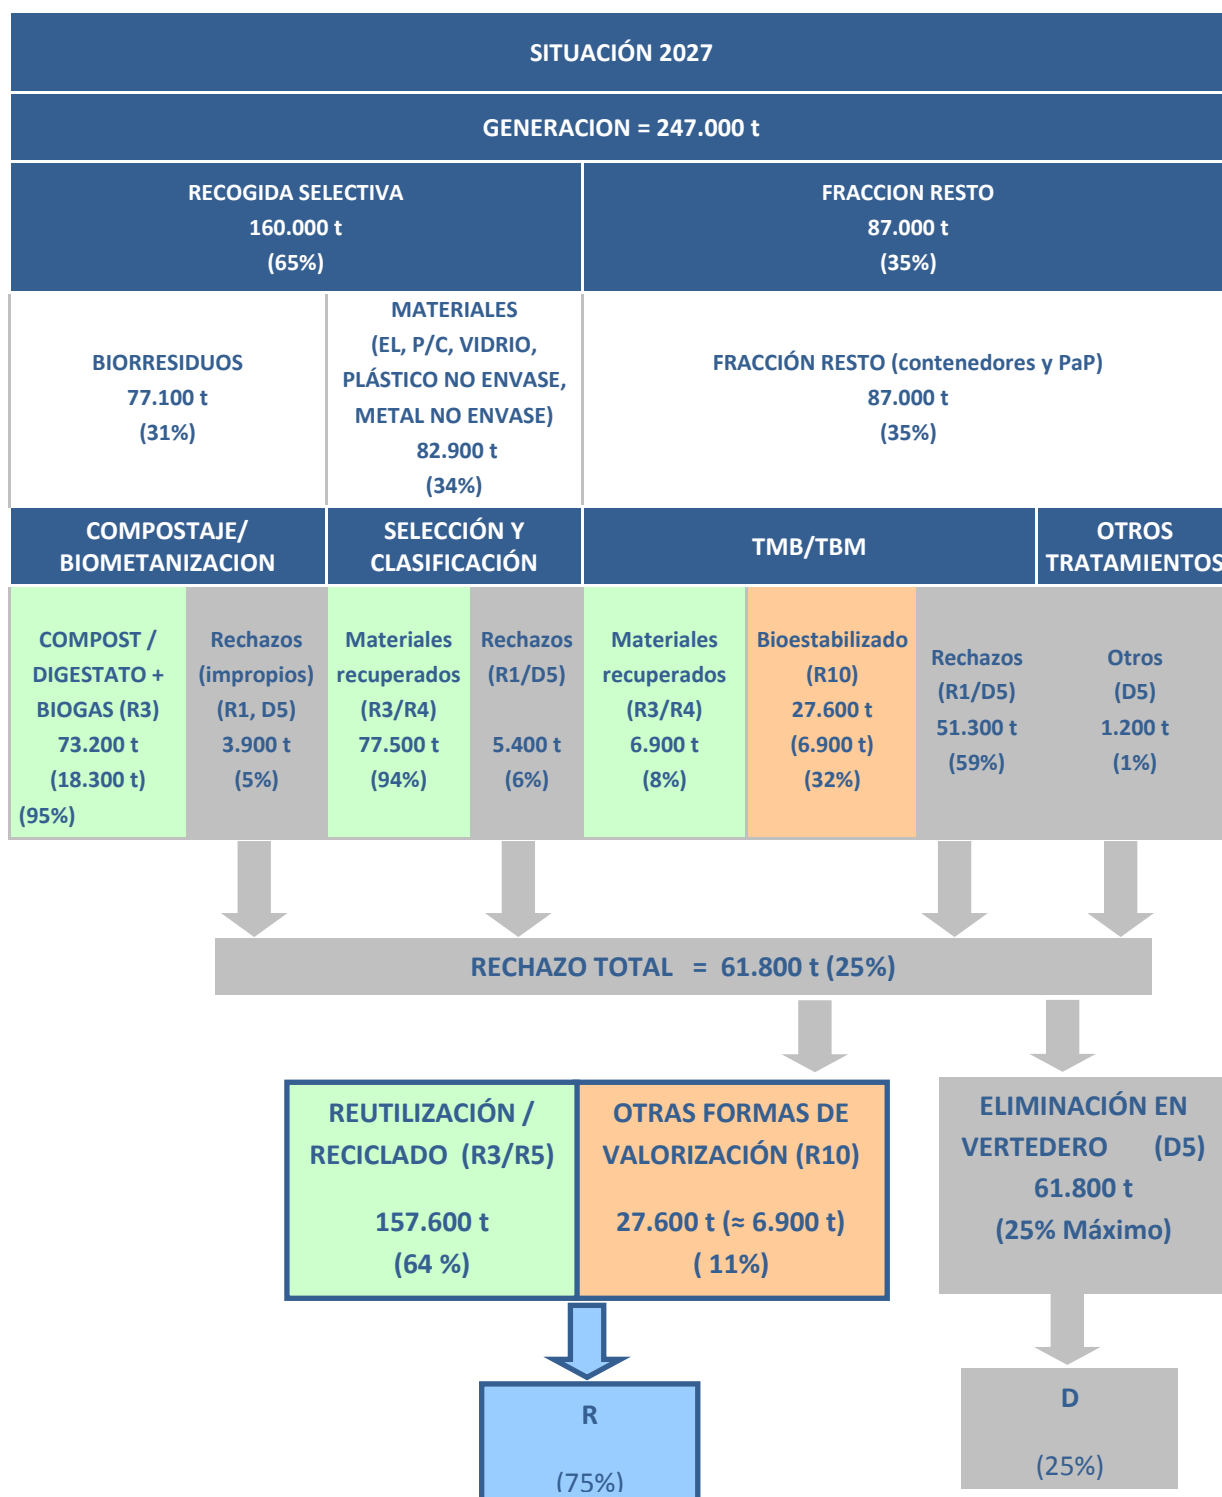 SITUACIÓN 2027
GENERACION = 247.000 t
RECOGIDA SELECTIVA
160.000 t
(65%)
FRACCION RESTO
87.000 t
(35%)
BIORRESIDUOS
77.100 t
(31%)
MATERIALES
(EL, P/C, VIDRIO,
PLÁSTICO NO ENVASE,
METAL NO ENVASE)
82.900 t
(34%)
FRACCIÓN RESTO (contenedores y PaP)
87.000 t
(35%)
COMPOSTAJE/
BIOMETANIZACION
SELECCIÓN Y
CLASIFICACIÓN
TMB/TBM
OTROS
TRATAMIENTOS
COMPOST /
DIGESTATO +
BIOGAS (R3)
73.200 t
(18.300 t)
(95%)
Rechazos
(impropios)
(R1, D5)
3.900 t
(5%)
Materiales
recuperados
(R3/R4)
77.500 t
(94%)
Rechazos
(R1/D5)
5.400 t
(6%)
Materiales
recuperados
(R3/R4)
6.900 t
(8%)
Bioestabilizado
(R10)
27.600 t
(6.900 t)
(32%)
Rechazos
(R1/D5)
51.300 t
(59%)
Otros
(D5)
1.200 t
(1%)
RECHAZO TOTAL = 61.800 t (25%)
REUTILIZACIÓN /
RECICLADO (R3/R5)
157.600 t
(64 %)
OTRAS FORMAS DE
VALORIZACIÓN (R10)
27.600 t (≈ 6.900 t)
( 11%)
ELIMINACIÓN EN
VERTEDERO (D5)
61.800 t
(25% Máximo)
R
(75%)
D
(25%)